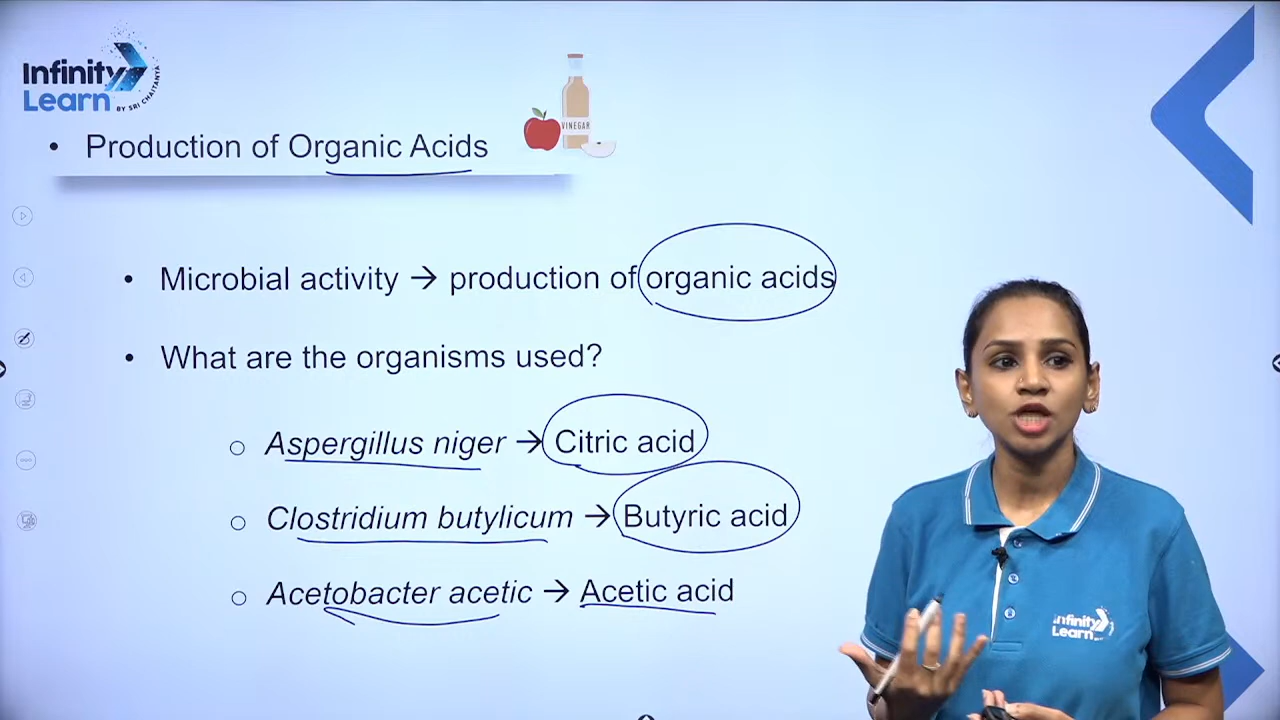 Infinity
Learn
BY SRI CHAITANYA
• Production of Organic Acids
VINEGAR
• Microbial activity → production of organic acids
• What are the organisms used?
o Aspergillus niger → Citric acid
o Clostridium butylicum → Butyric acid
o Acetobacter acetic → Acetic acid
Infinity
Learn